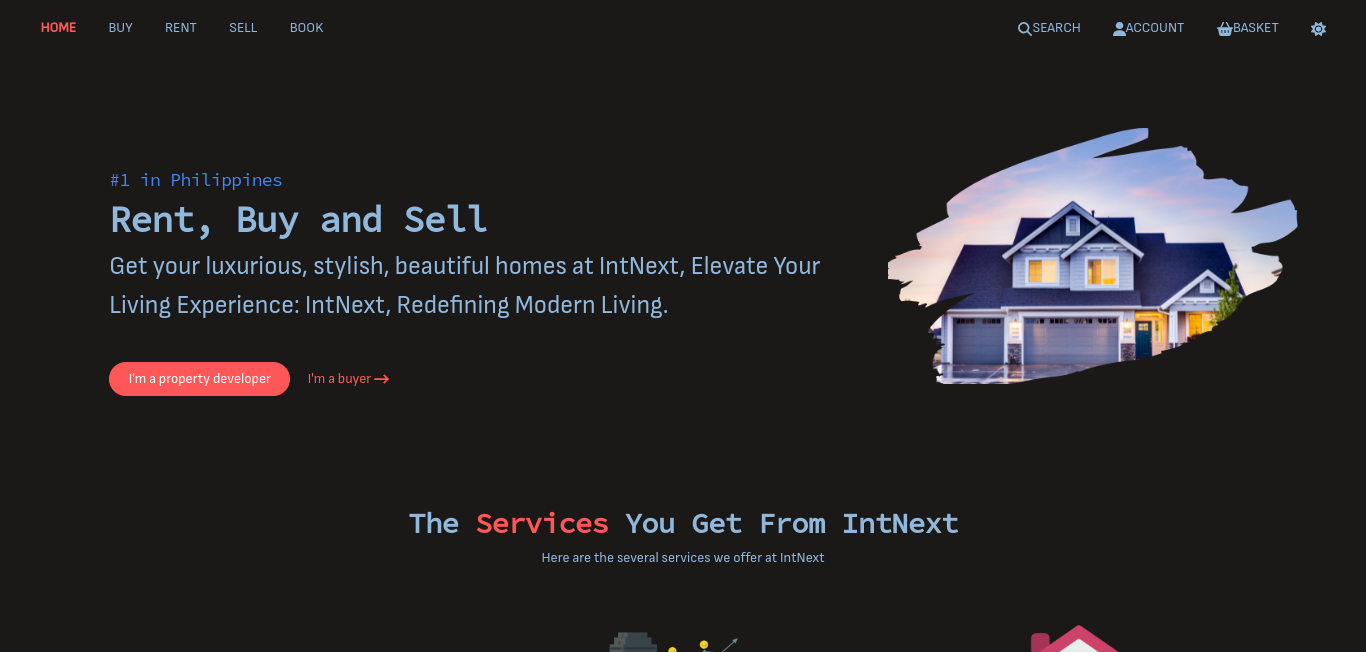 HOME BUY RENT SELL BOOK SEARCH ACCOUNT BASKET
#1 in Philippines
Rent, Buy and Sell
Get your luxurious, stylish, beautiful homes at IntNext, Elevate Your
Living Experience: IntNext, Redefining Modern Living.
I'm a property developer I'm a buyer
The Services You Get From IntNext
Here are the several services we offer at IntNext